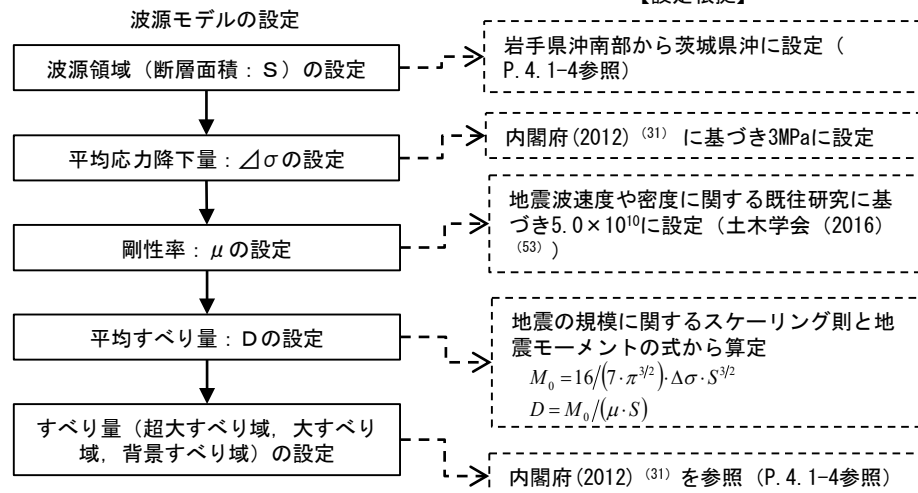 【設定根拠】
波源モデルの設定
波源領域（断層面積：Ｓ）の設定
岩手県沖南部から茨城県沖に設定（
P.4.1-4参照）
平均応力降下量：⊿σの設定
内閣府(2012) (31) に基づき3MPaに設定
剛性率：μの設定
地震波速度や密度に関する既往研究に基
づき5.0×10¹⁰に設定（土木学会（2016）
(53) ）
平均すべり量：Ｄの設定
地震の規模に関するスケーリング則と地
震モーメントの式から算定
M₀ = 16/(7·π^{3/2})·Δσ·S^{3/2}
D = M₀/(μ·S)
すべり量（超大すべり域，大すべり
域，背景すべり域）の設定
内閣府(2012) (31) を参照（P.4.1-4参照）